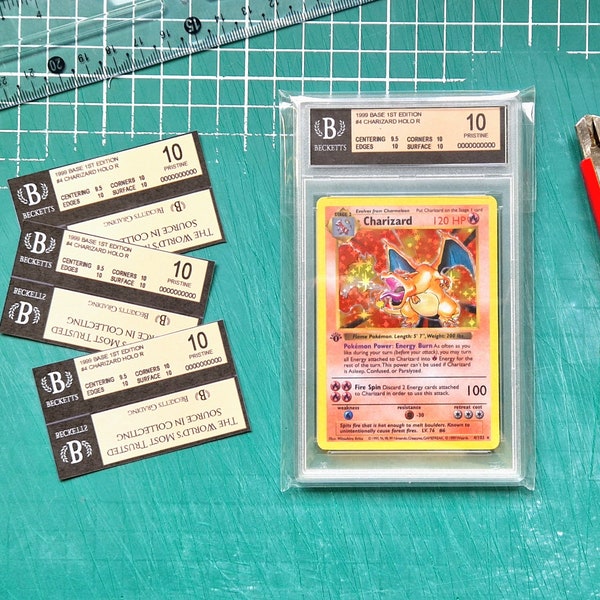 20
1999 BASE 1ST EDITION
#4 CHARIZARD HOLO R
CENTERING 9.5 CORNERS 10
EDGES 10 SURFACE 10
10
PRISTINE
0000000000
B
BECKETTS
STAGE 2
Evolves from Charmeleon
Put Charizard on the Stage 1 card
Charizard
120 HP
Flame Pokémon. Length: 5' 7", Weight: 200 lbs.
Pokémon Power: Energy Burn As often as you
like during your turn (before your attack), you may turn
all Energy attached to Charizard into for the
rest of the turn. This power can't be used if Charizard
is Asleep, Confused, or Paralyzed.
Fire Spin Discard 2 Energy cards attached
to Charizard in order to use this attack.
100
weakness
resistance
-30
retreat cost
Spits fire that is hot enough to melt boulders. Known to
unintentionally cause forest fires. LV. 76 #6
4/102
B
BECKETTS
1999 BASE 1ST EDITION
#4 CHARIZARD HOLO R
CENTERING 9.5 CORNERS 10
EDGES 10 SURFACE 10
10
PRISTINE
0000000000
B
BECKETTS GRADING
THE WORLD'S MOST TRUSTED
SOURCE IN COLLECTING
B
BECKETTS
1999 BASE 1ST EDITION
#4 CHARIZARD HOLO R
CENTERING 9.5 CORNERS 10
EDGES 10 SURFACE 10
10
PRISTINE
0000000000
BECKETTS GRADING
MOST TRUSTED
SOURCE IN COLLECTING
B
BECKETTS
1999 BASE 1ST EDITION
#4 CHARIZARD HOLO R
CENTERING 9.5 CORNERS 10
EDGES 10 SURFACE 10
10
PRISTINE
0000000000
B
BECKETTS GRADING
THE WORLD'S MOST TRUSTED
SOURCE IN COLLECTING